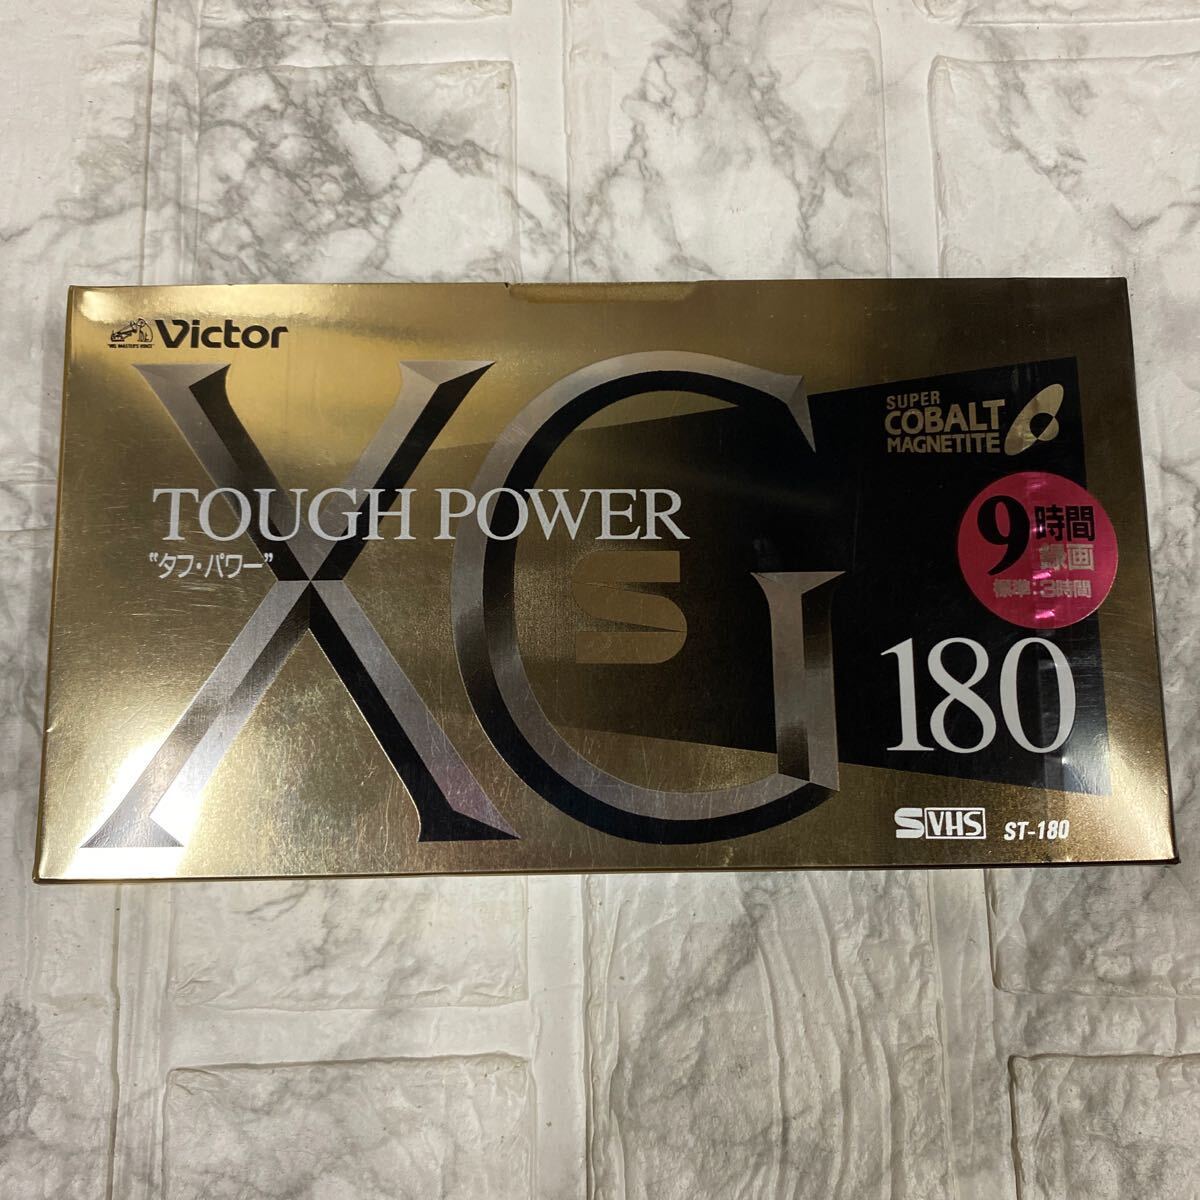 "HIS MASTER'S VOICE"
Victor
XG
SUPER
COBALT
MAGNETITE
TOUGH POWER
"タフ・パワー"
S
9時間
録画
標準:3時間
180
S VHS ST-180